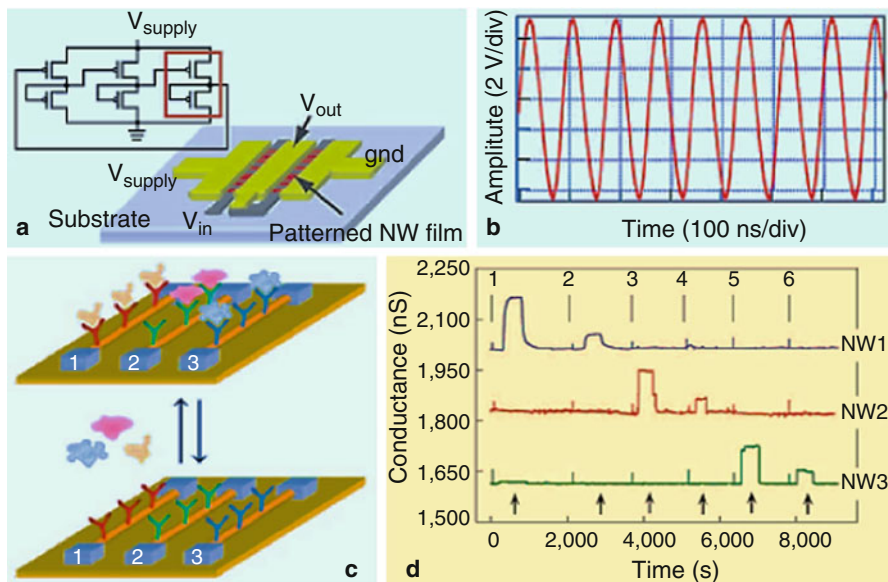 V_supply
V_out
gnd
V_supply
V_in
Substrate
Patterned NW film
a
Amplitude (2 V/div)
Time (100 ns/div)
b
1 2 3
1 2 3
c
Conductance (nS)
2,250
2,100
1,950
1,800
1,650
1,500
1 2 3 4 5 6
NW1
NW2
NW3
0 2,000 4,000 6,000 8,000
Time (s)
d